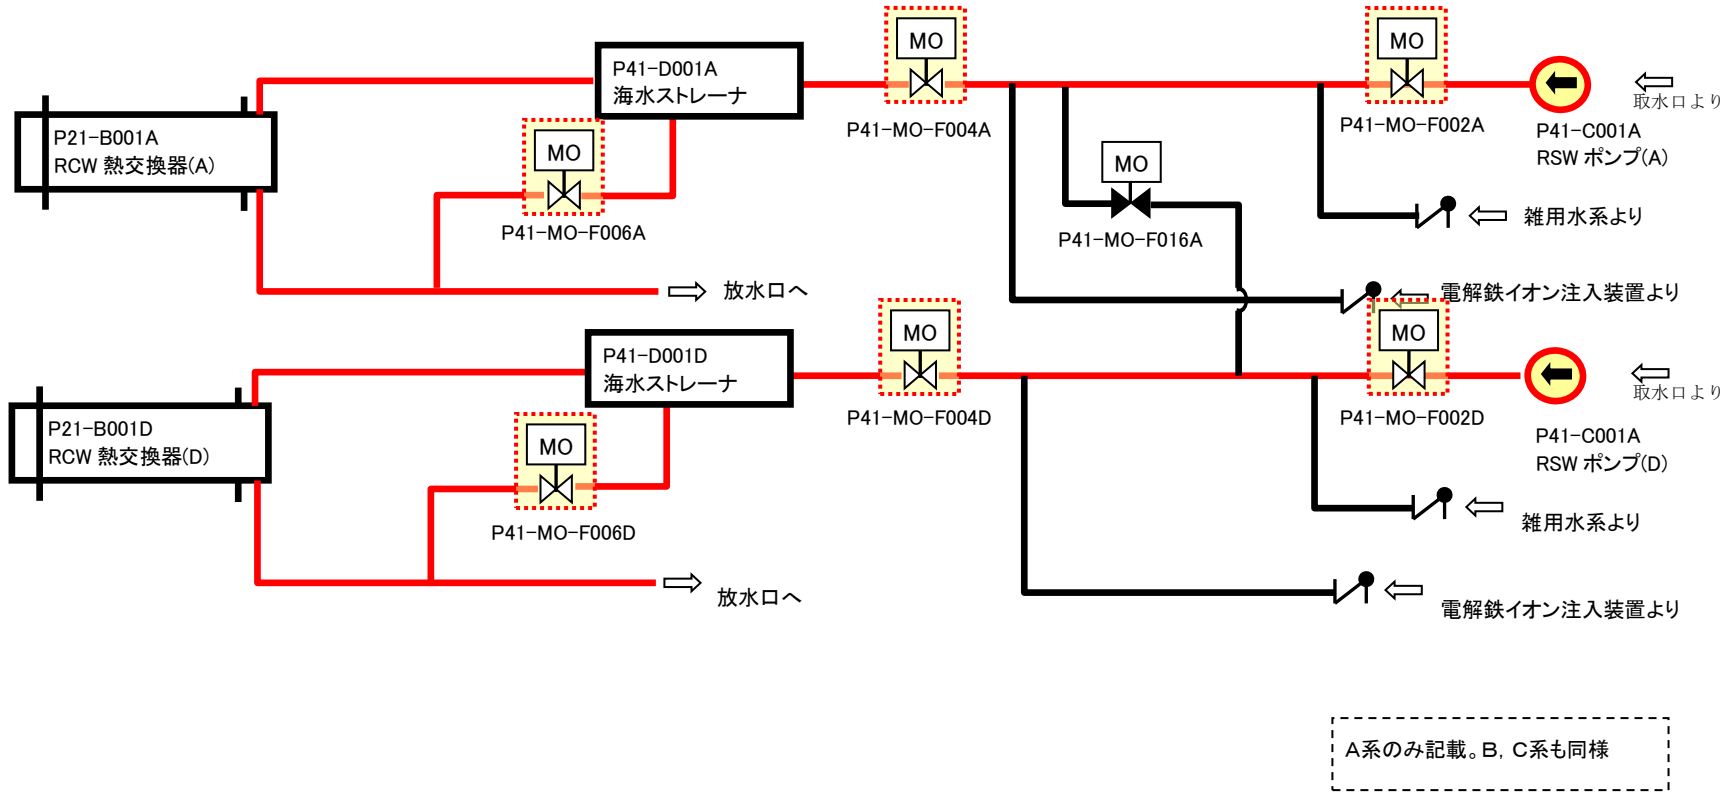 MO
MO
P41-D001A
海水ストレーナ
取水口より
P41-MO-F004A
P41-MO-F002A
P41-C001A
RSW ポンプ(A)
P21-B001A
RCW 熱交換器(A)
MO
MO
P41-MO-F006A
P41-MO-F016A
雑用水系より
放水口へ
電解鉄イオン注入装置より
MO
MO
P41-D001D
海水ストレーナ
取水口より
P41-MO-F004D
P41-MO-F002D
P41-C001A
RSW ポンプ(D)
P21-B001D
RCW 熱交換器(D)
MO
P41-MO-F006D
雑用水系より
放水口へ
電解鉄イオン注入装置より
A系のみ記載。B, C系も同様